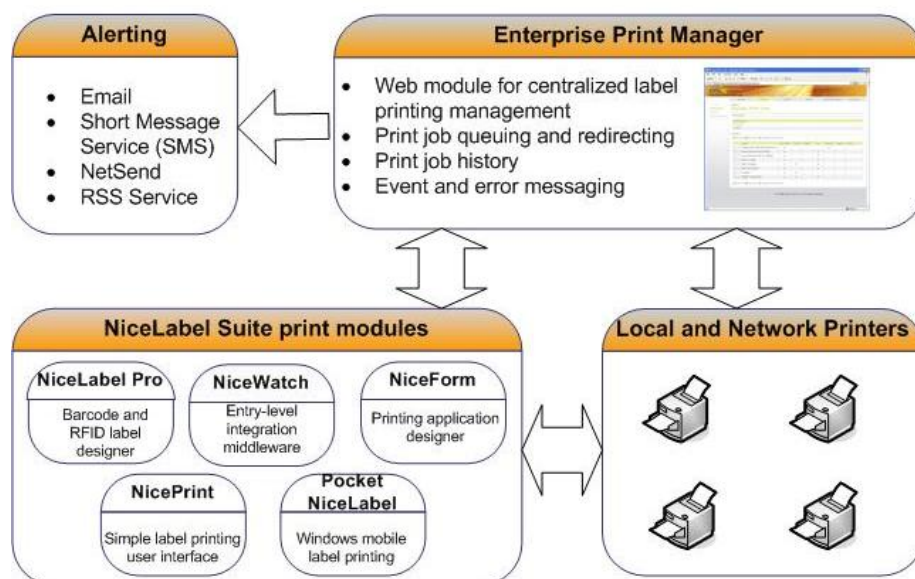 Alerting
• Email
• Short Message
Service (SMS)
• NetSend
• RSS Service
Enterprise Print Manager
• Web module for centralized label
printing management
• Print job queuing and redirecting
• Print job history
• Event and error messaging
NiceLabel Suite print modules
NiceLabel Pro
Barcode and
RFID label
designer
NiceWatch
Entry-level
integration
middleware
NiceForm
Printing application
designer
NicePrint
Simple label printing
user interface
Pocket
NiceLabel
Windows mobile
label printing
Local and Network Printers